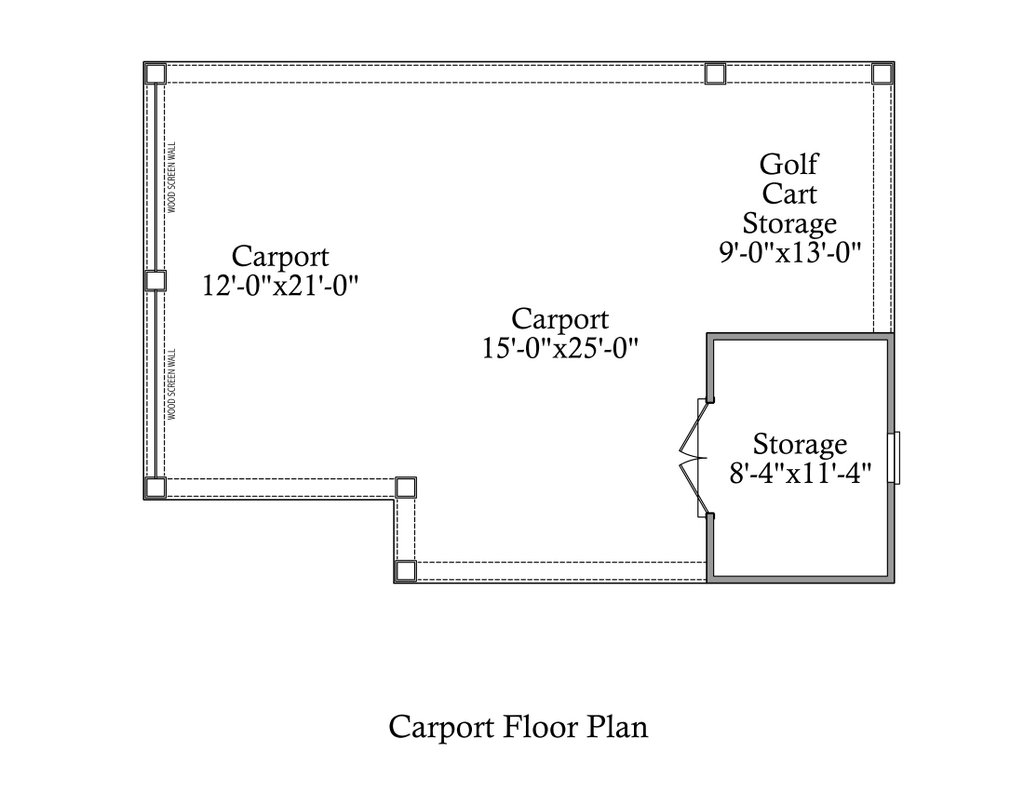 WOOD SCREEN WALL
Golf
Cart
Storage
9'-0"x13'-0"
Carport
12'-0"x21'-0"
Carport
15'-0"x25'-0"
WOOD SCREEN WALL
Storage
8'-4"x11'-4"
Carport Floor Plan